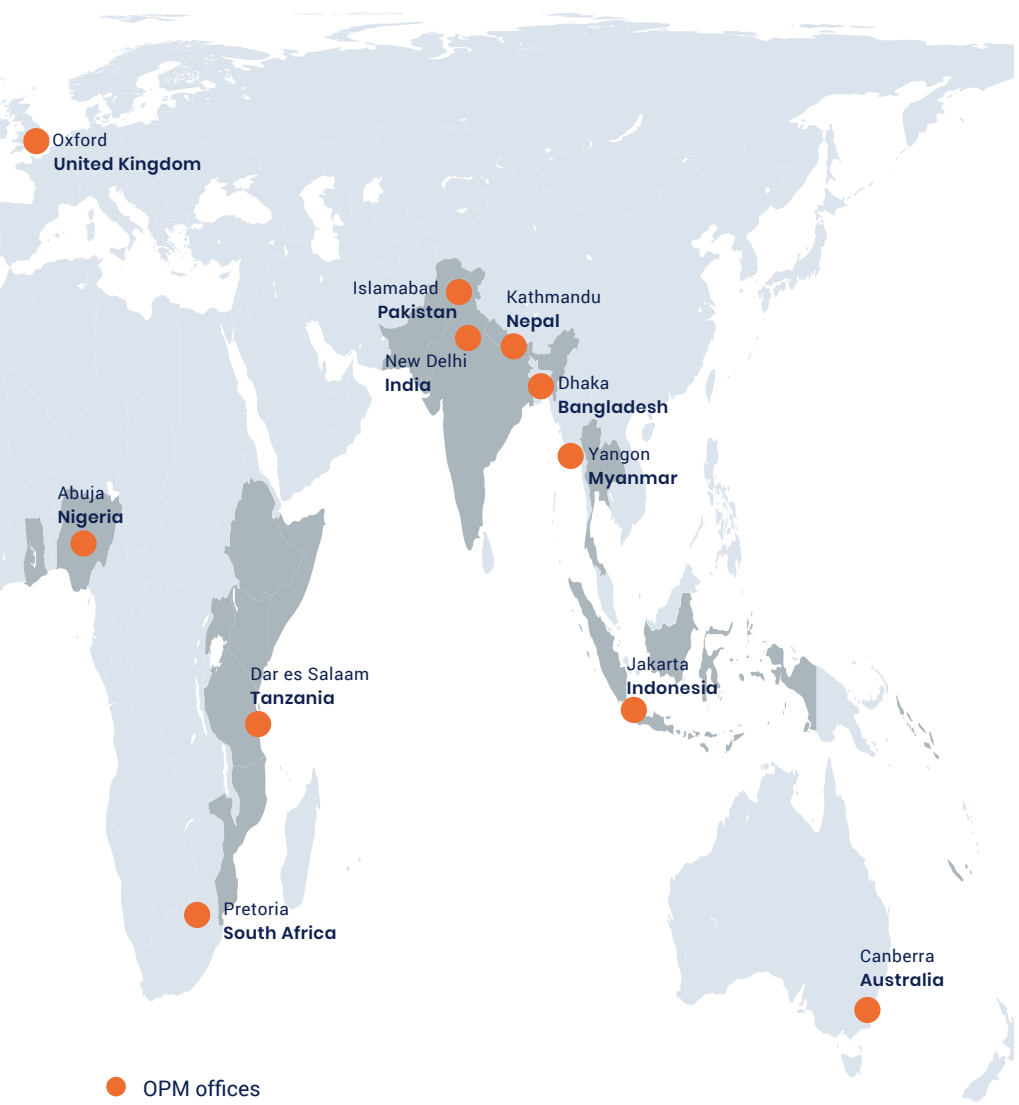 Oxford
United Kingdom
Islamabad
Pakistan
Kathmandu
Nepal
New Delhi
India
Dhaka
Bangladesh
Yangon
Myanmar
Abuja
Nigeria
Dar es Salaam
Tanzania
Jakarta
Indonesia
Pretoria
South Africa
Canberra
Australia
OPM offices